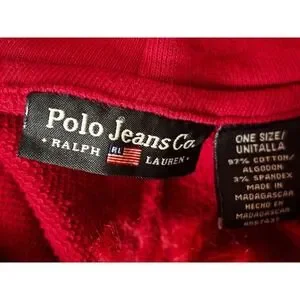 Polo Jeans Co.
• RALPH RL LAUREN •
ONE SIZE/
UNITALLA
97% COTTON/
ALGODON
3% SPANDEX
MADE IN
MADAGASCAR
HECHO EN
MADAGASCAR